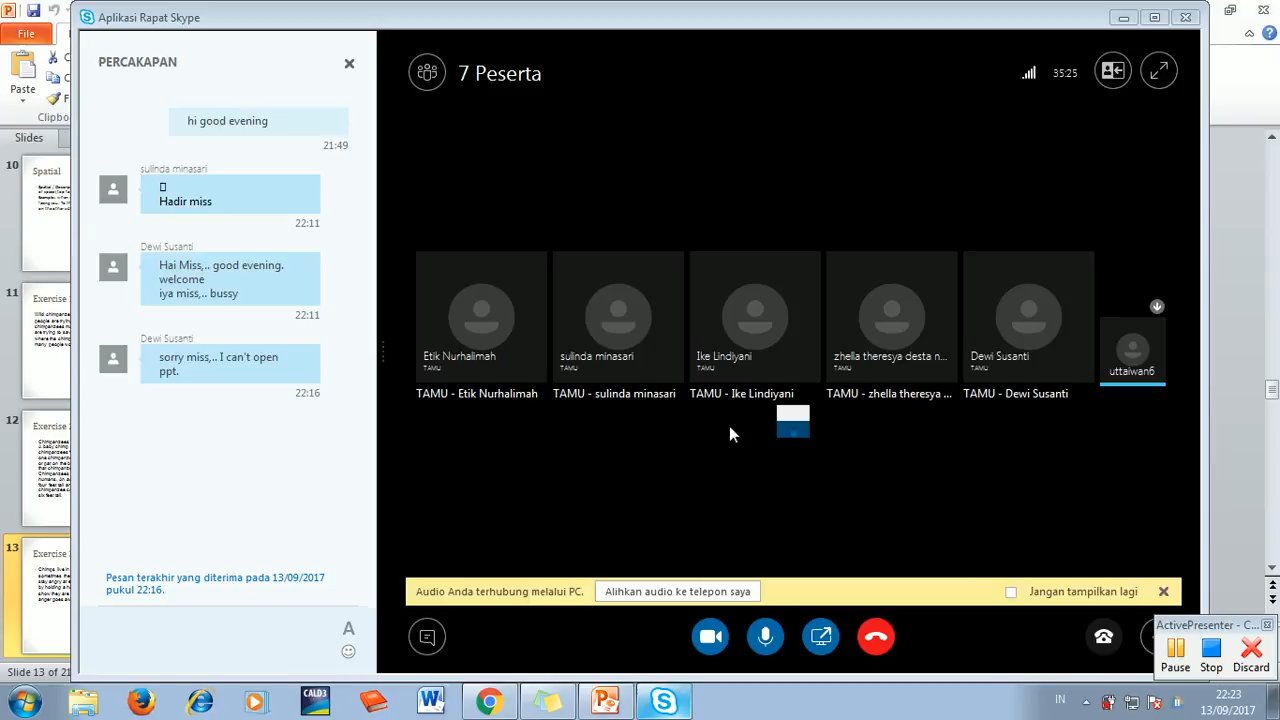 Aplikasi Rapat Skype
File
Paste
Clipbo
Slides
10
Spatial
11
Exercise
12
13
Exercise
Slide 13 of 21
PERCAKAPAN
hi good evening
21:49
sulinda minasari
Hadir miss
22:11
Dewi Susanti
Hai Miss,.. good evening.
welcome
iya miss,.. bussy
22:11
Dewi Susanti
sorry miss,.. I can't open
ppt.
22:16
Pesan terakhir yang diterima pada 13/09/2017
pukul 22:16.
A
7 Peserta
35:25
Etik Nurhalimah
TAMU
sulinda minasari
TAMU
Ike Lindiyani
TAMU
zhella theresya desta n...
TAMU
Dewi Susanti
TAMU
uttaiwan6
TAMU - Etik Nurhalimah
TAMU - sulinda minasari
TAMU - Ike Lindiyani
TAMU - zhella theresya ...
TAMU - Dewi Susanti
Audio Anda terhubung melalui PC.
Alihkan audio ke telepon saya
Jangan tampilkan lagi
ActivePresenter - C...
Pause
Stop
Discard
CALD3
IN
22:23
13/09/2017